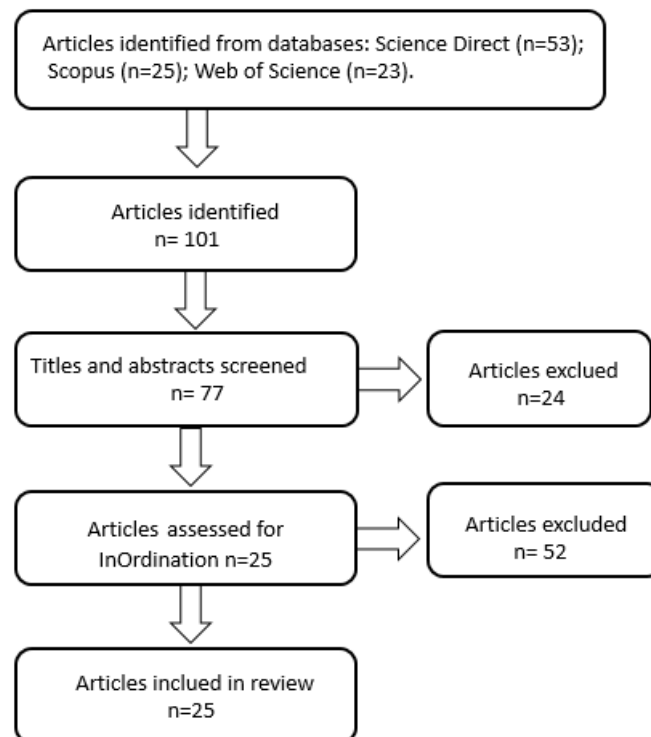 Articles identified from databases: Science Direct (n=53);
Scopus (n=25); Web of Science (n=23).
Articles identified
n= 101
Titles and abstracts screened
n= 77
Articles exclued
n=24
Articles assessed for
InOrdination n=25
Articles excluded
n= 52
Articles inclued in review
n=25